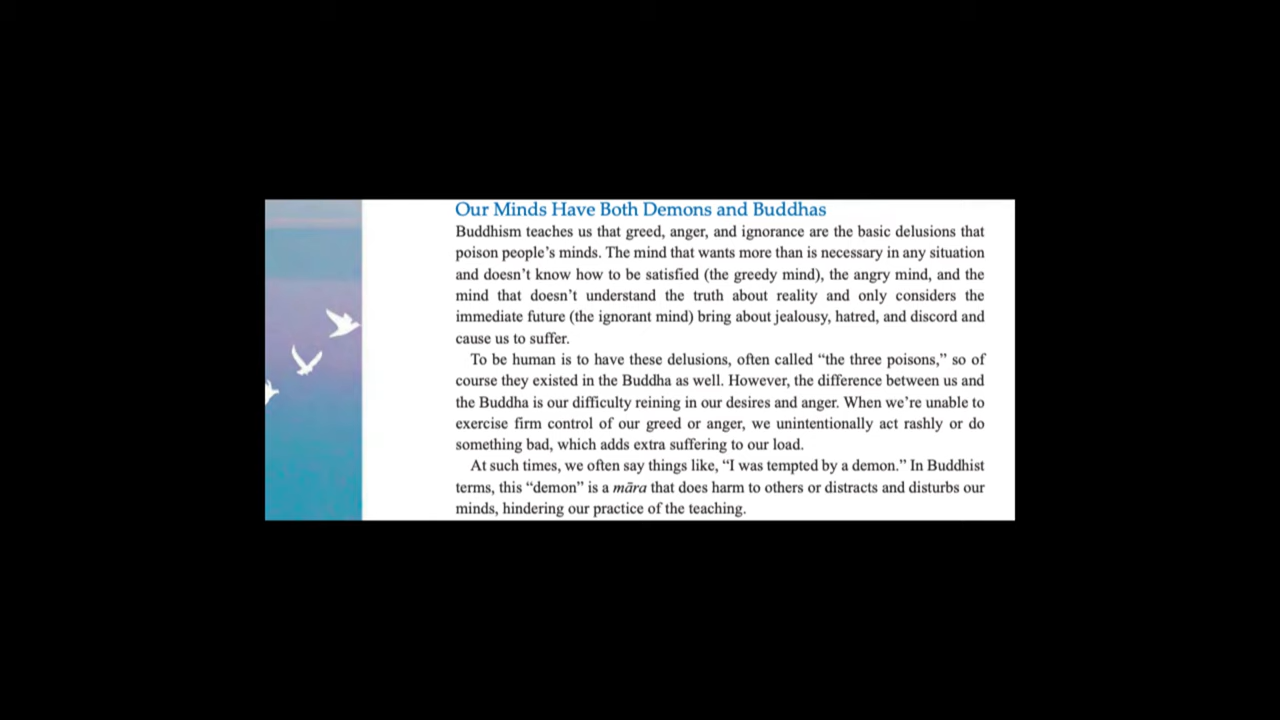 Our Minds Have Both Demons and Buddhas
Buddhism teaches us that greed, anger, and ignorance are the basic delusions that
poison people’s minds. The mind that wants more than is necessary in any situation
and doesn’t know how to be satisfied (the greedy mind), the angry mind, and the
mind that doesn’t understand the truth about reality and only considers the
immediate future (the ignorant mind) bring about jealousy, hatred, and discord and
cause us to suffer.
To be human is to have these delusions, often called “the three poisons,” so of
course they existed in the Buddha as well. However, the difference between us and
the Buddha is our difficulty reining in our desires and anger. When we’re unable to
exercise firm control of our greed or anger, we unintentionally act rashly or do
something bad, which adds extra suffering to our load.
At such times, we often say things like, “I was tempted by a demon.” In Buddhist
terms, this “demon” is a māra that does harm to others or distracts and disturbs our
minds, hindering our practice of the teaching.